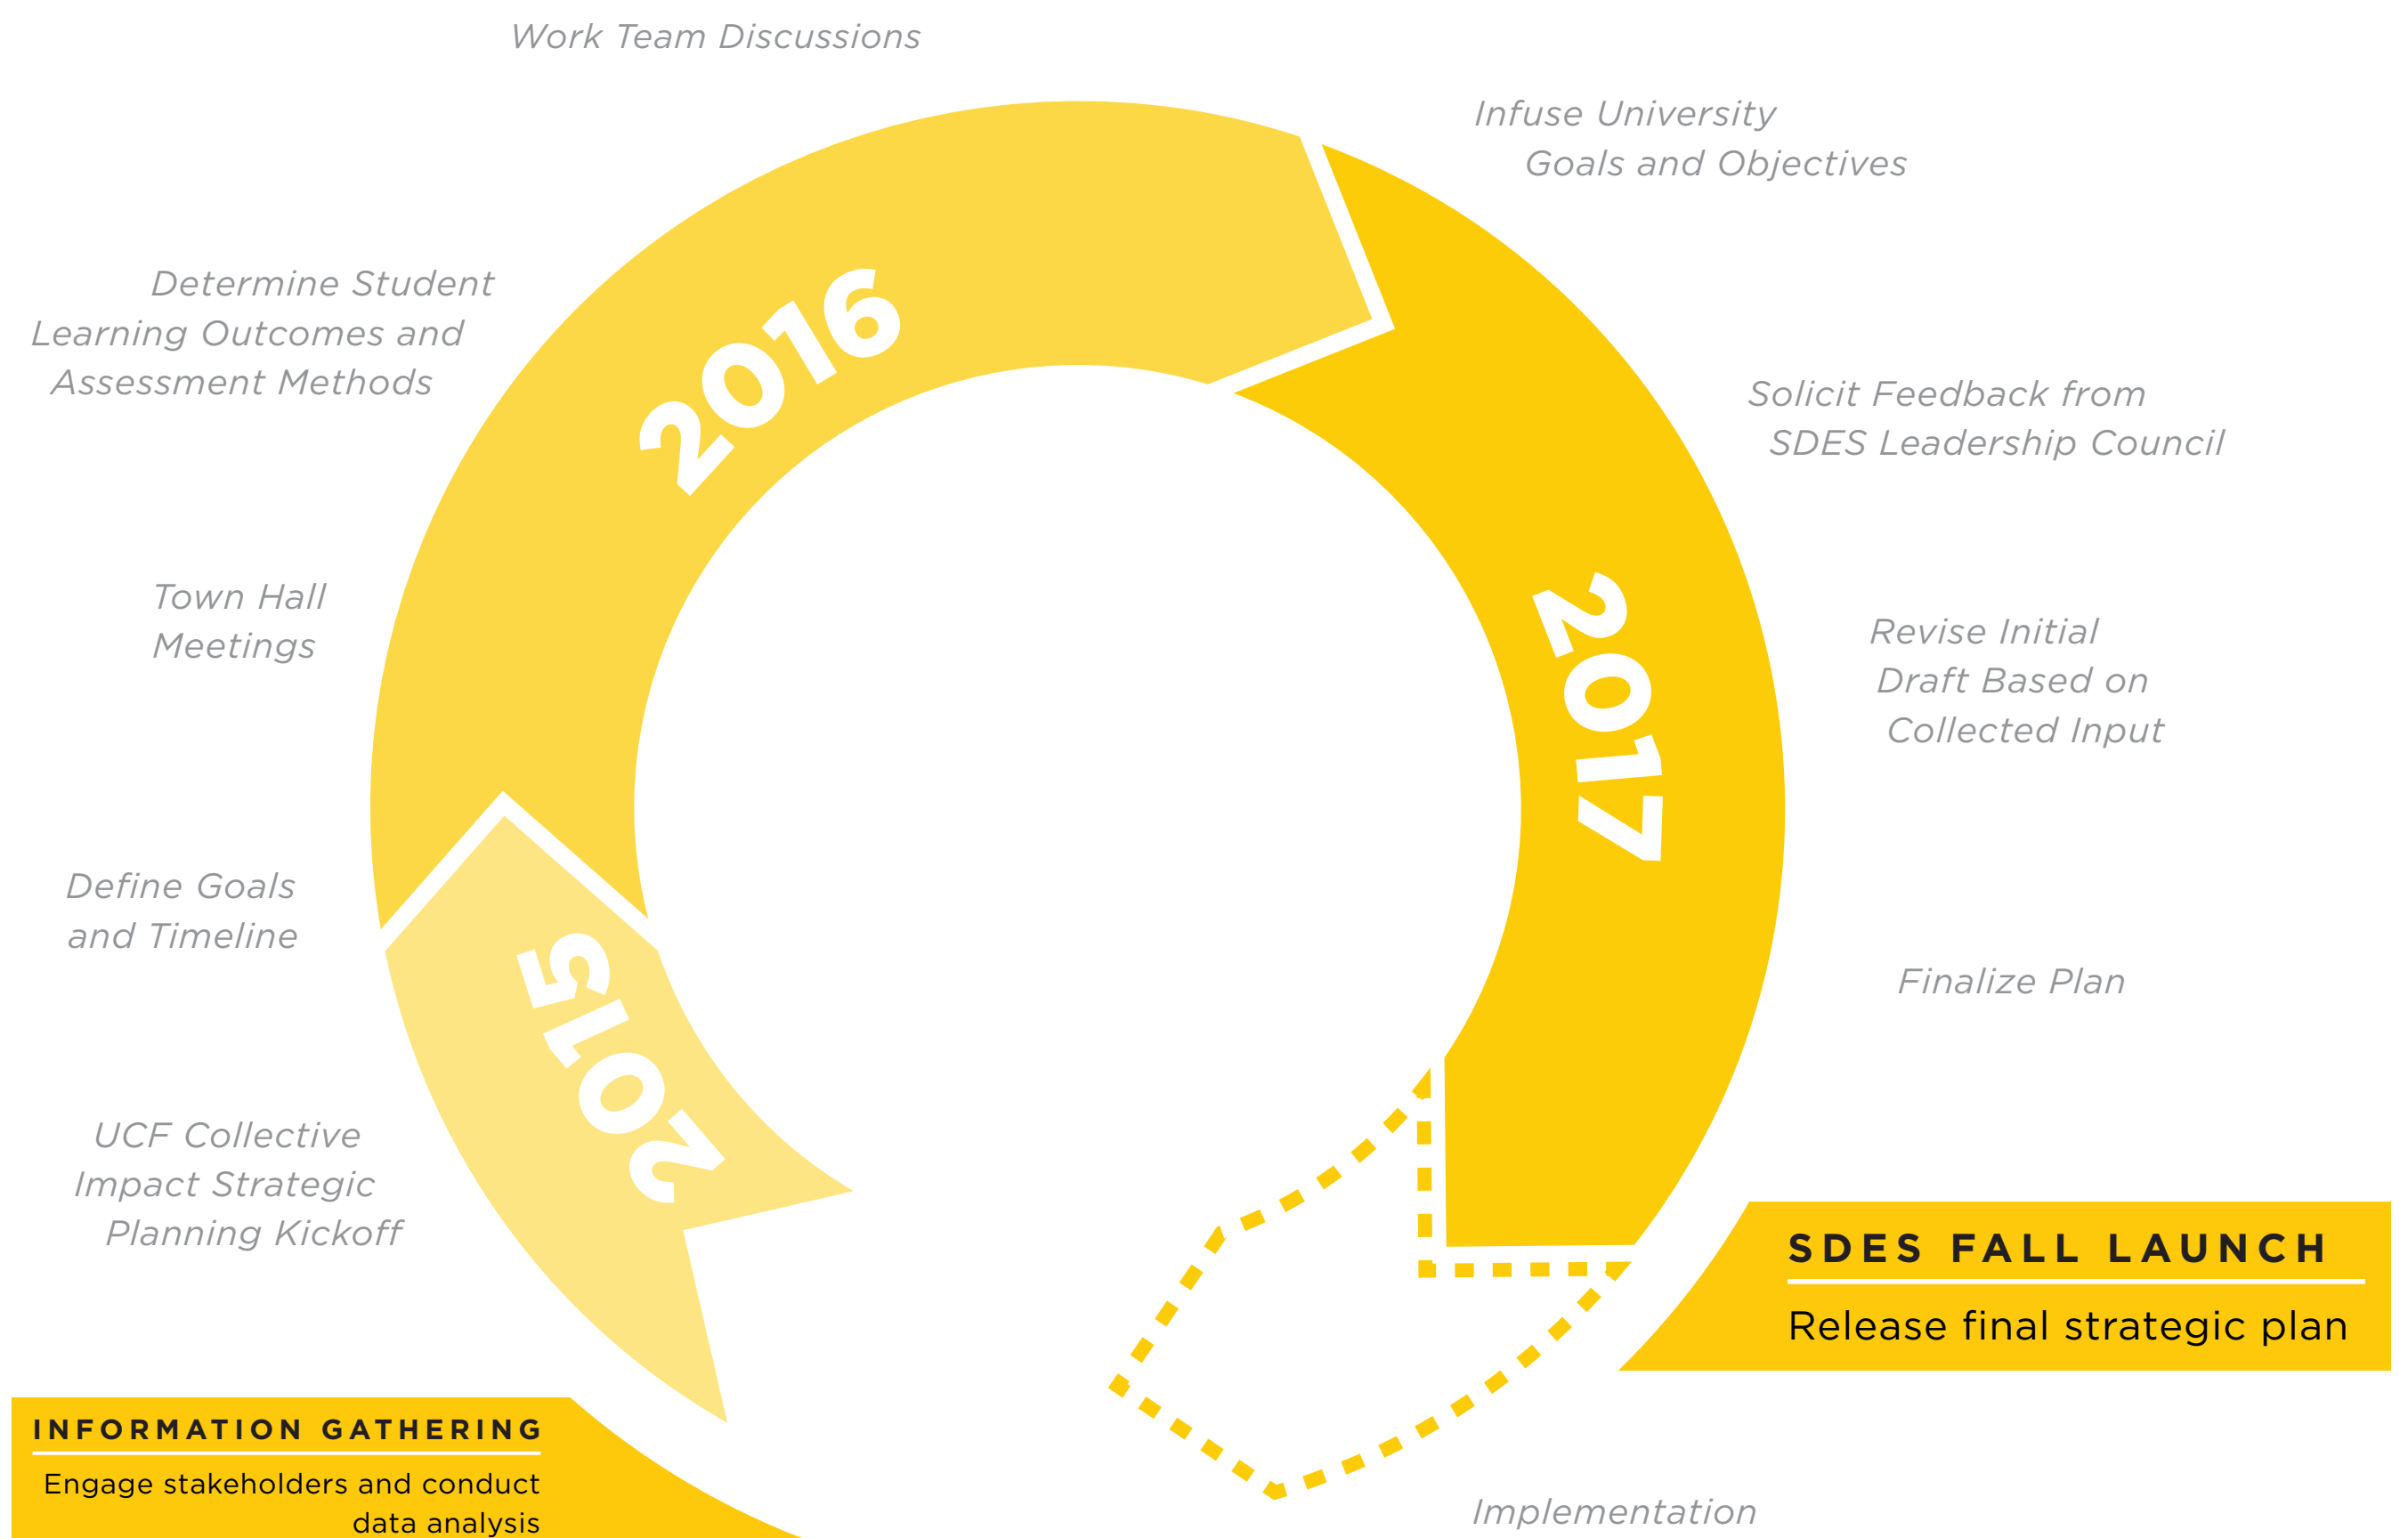 Work Team Discussions
Infuse University
Goals and Objectives
Determine Student
Learning Outcomes and
Assessment Methods
2016
Solicit Feedback from
SDES Leadership Council
Town Hall
Meetings
2017
Revise Initial
Draft Based on
Collected Input
Define Goals
and Timeline
2015
Finalize Plan
UCF Collective
Impact Strategic
Planning Kickoff
SDES FALL LAUNCH
Release final strategic plan
INFORMATION GATHERING
Engage stakeholders and conduct
data analysis
Implementation